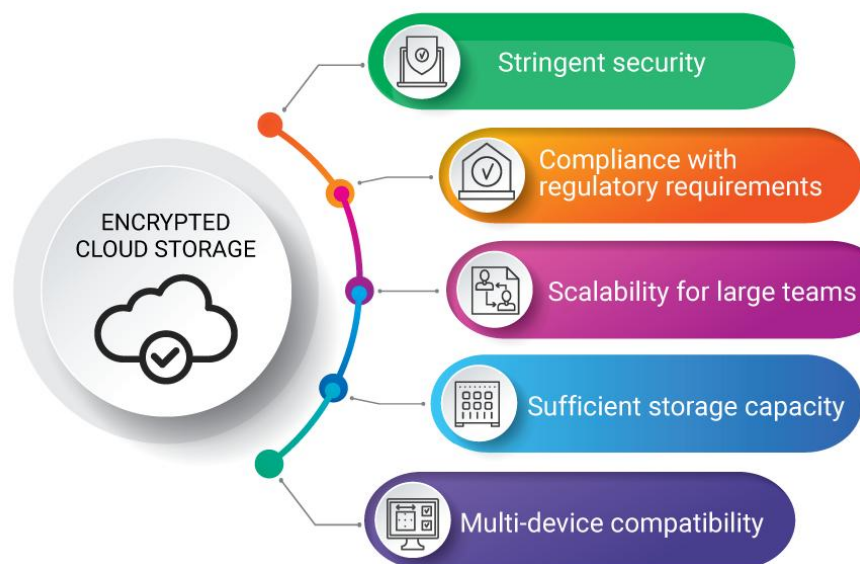 ENCRYPTED
CLOUD STORAGE
Stringent security
Compliance with
regulatory requirements
Scalability for large teams
Sufficient storage capacity
Multi-device compatibility